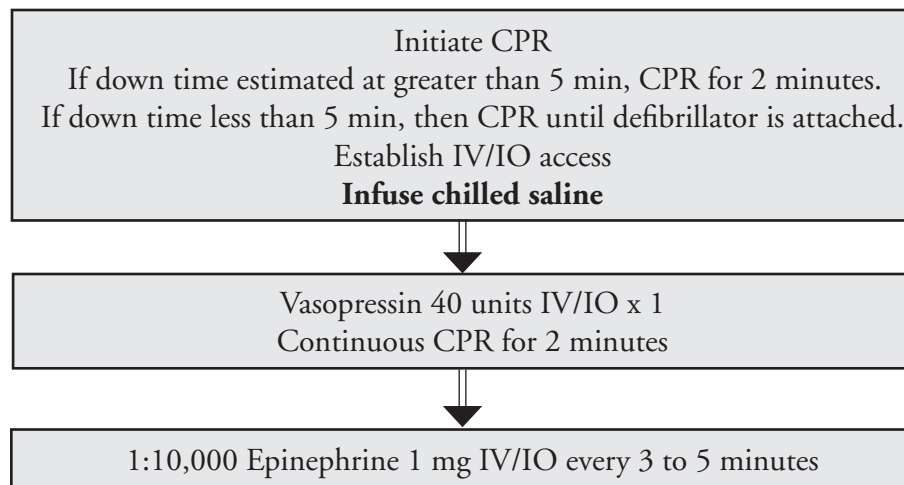 Initiate CPR
If down time estimated at greater than 5 min, CPR for 2 minutes.
If down time less than 5 min, then CPR until defibrillator is attached.
Establish IV/IO access
Infuse chilled saline
Vasopressin 40 units IV/IO x 1
Continuous CPR for 2 minutes
1:10,000 Epinephrine 1 mg IV/IO every 3 to 5 minutes